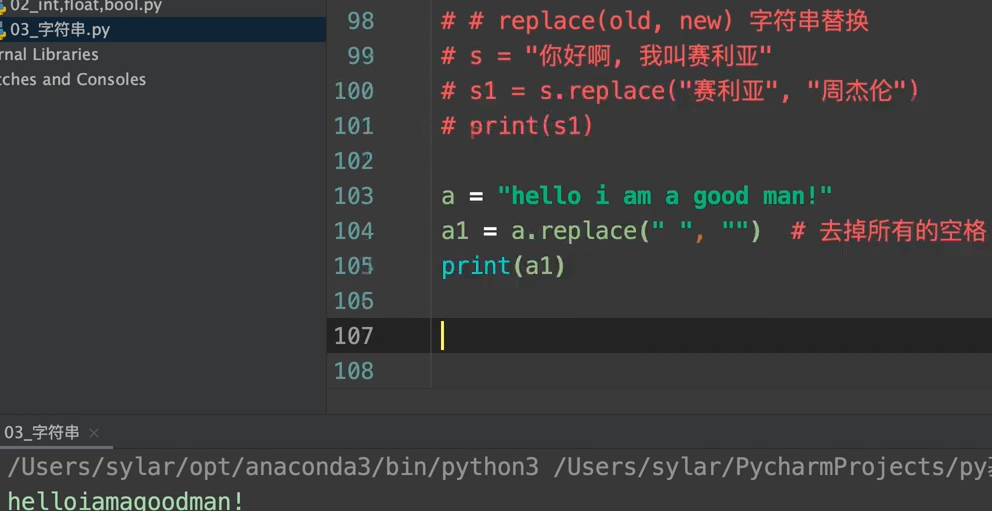 02_int,float,bool.py
03_字符串.py
rnal Libraries
tches and Consoles
98 # # replace(old, new) 字符串替换
99 # s = "你好啊, 我叫赛利亚"
100 # s1 = s.replace("赛利亚", "周杰伦")
101 # print(s1)
102
103 a = "hello i am a good man!"
104 a1 = a.replace(" ", "") # 去掉所有的空格
105 print(a1)
106
107
108
03_字符串 ×
/Users/sylar/opt/anaconda3/bin/python3 /Users/sylar/PycharmProjects/py
helloiamagoodman!